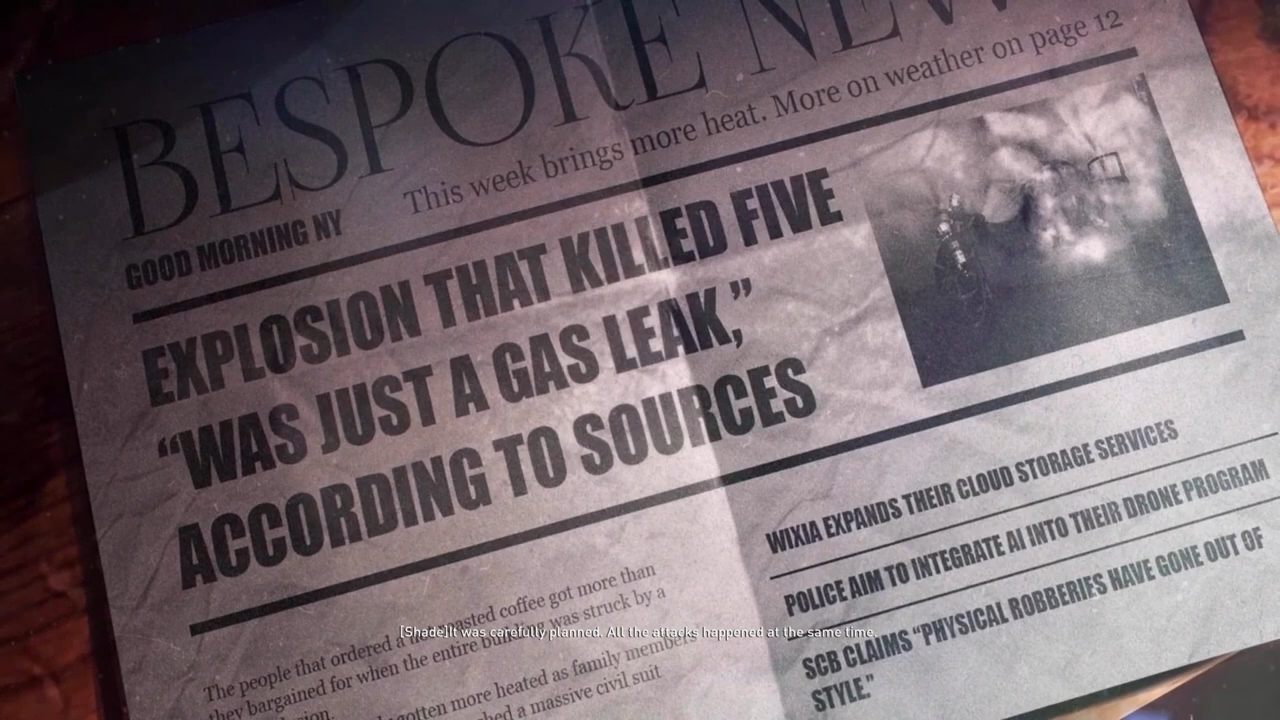 BESPOKE NEW
This week brings more heat. More on weather on page 12
GOOD MORNING NY
EXPLOSION THAT KILLED FIVE
“WAS JUST A GAS LEAK,”
ACCORDING TO SOURCES
WIXIA EXPANDS THEIR CLOUD STORAGE SERVICES
POLICE AIM TO INTEGRATE AI INTO THEIR DRONE PROGRAM
SCB CLAIMS “PHYSICAL ROBBERIES HAVE GONE OUT OF
STYLE.”
The people that ordered a roasted coffee got more than
they bargained for when the entire building was struck by a
gotten more heated as family members
a massive civil suit
[Shade]It was carefully planned. All the attacks happened at the same time.